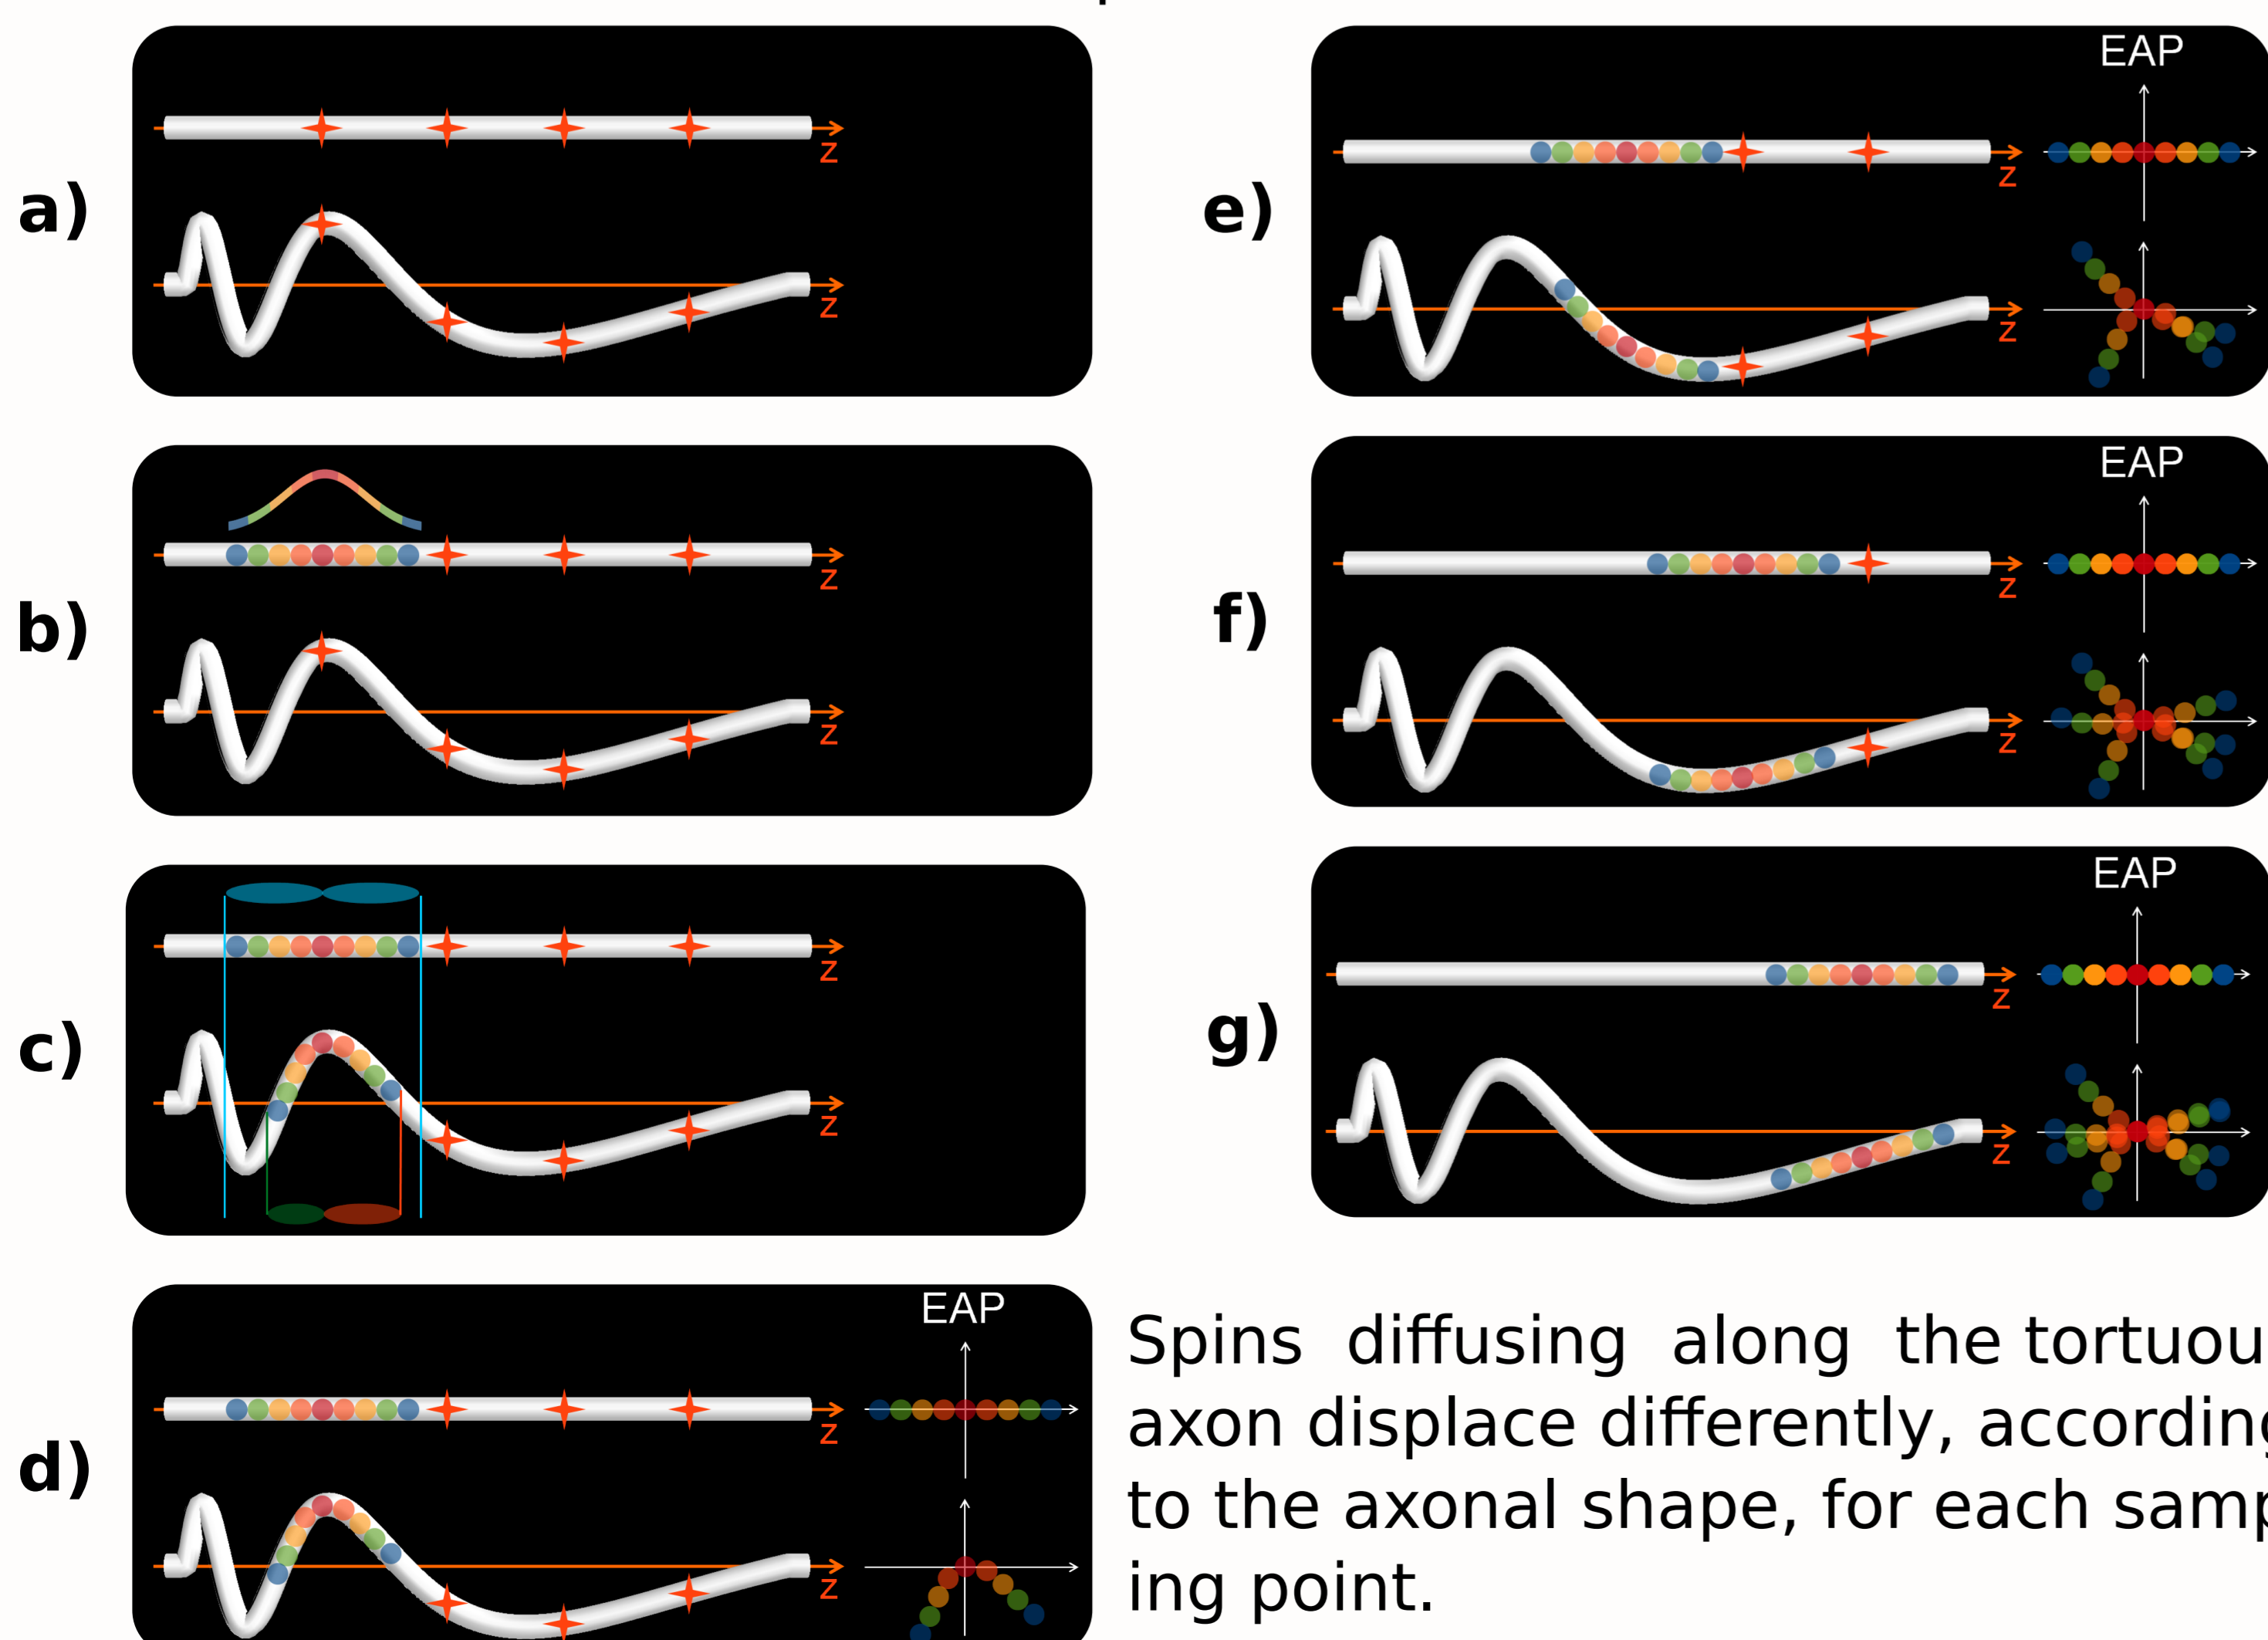 a)
z
z
b)
z
z
c)
z
z
d)
EAP
z
z
e)
EAP
z
z
f)
EAP
z
z
g)
EAP
z
z
Spins diffusing along the tortuou
axon displace differently, according
to the axonal shape, for each samp
ing point.